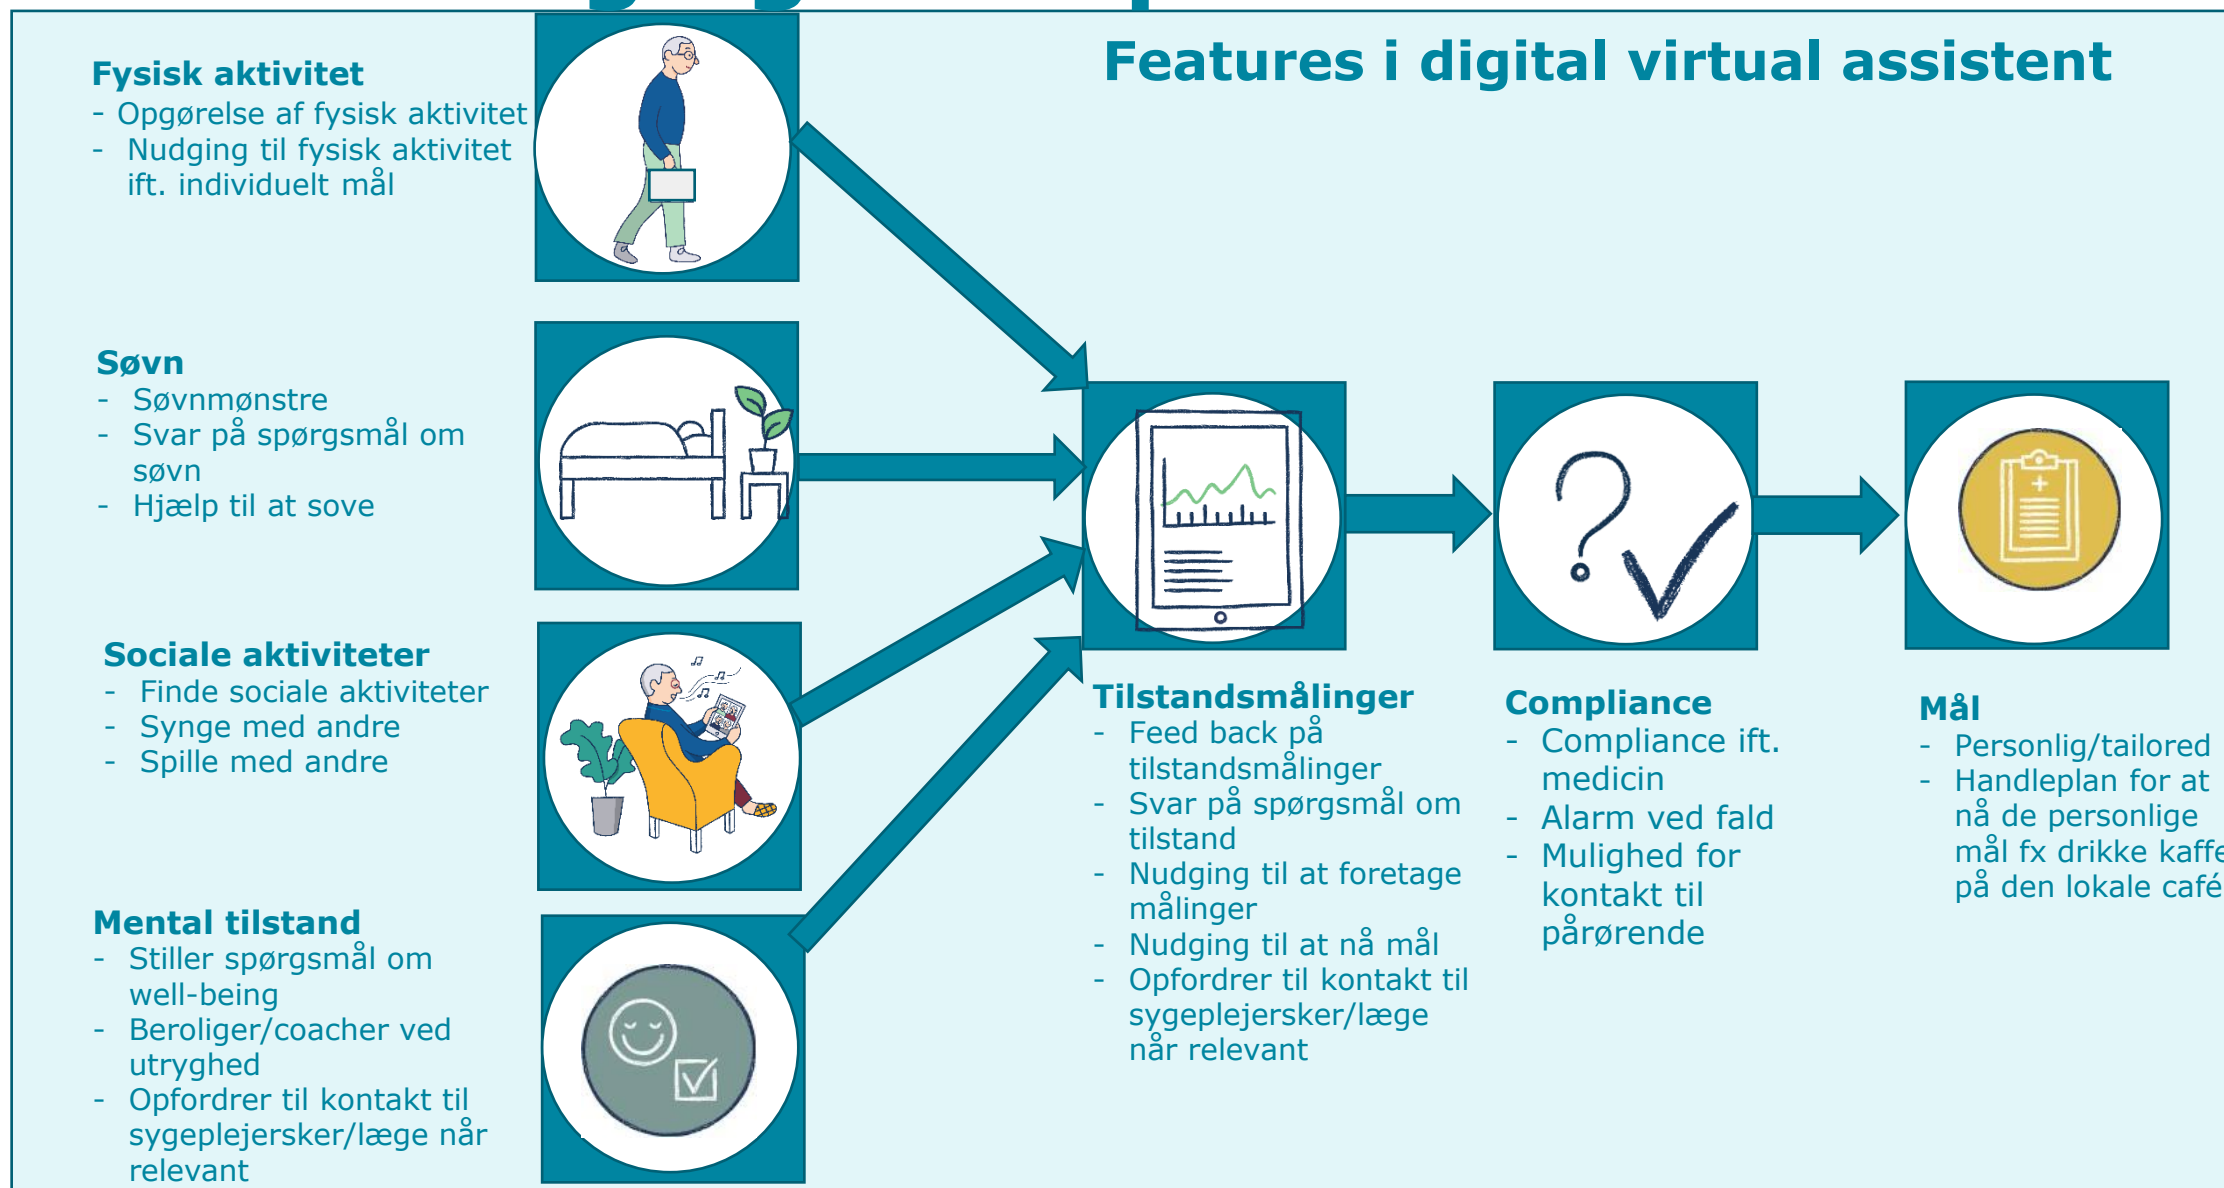 Features i digital virtual assistent
Fysisk aktivitet
- Opgørelse af fysisk aktivitet
- Nudging til fysisk aktivitet
ift. individuelt mål
Søvn
- Søvnmønstre
- Svar på spørgsmål om
søvn
- Hjælp til at sove
Sociale aktiviteter
- Finde sociale aktiviteter
- Synge med andre
- Spille med andre
Mental tilstand
- Stiller spørgsmål om
well-being
- Beroliger/coacher ved
utryghed
- Opfordrer til kontakt til
sygeplejersker/læge når
relevant
Tilstandsmålinger
- Feed back på
tilstandsmålinger
- Svar på spørgsmål om
tilstand
- Nudging til at foretage
målinger
- Nudging til at nå mål
- Opfordrer til kontakt til
sygeplejersker/læge
når relevant
Compliance
- Compliance ift.
medicin
- Alarm ved fald
- Mulighed for
kontakt til
pårørende
Mål
- Personlig/tailored
- Handleplan for at
nå de personlige
mål fx drikke kaffe
på den lokale café